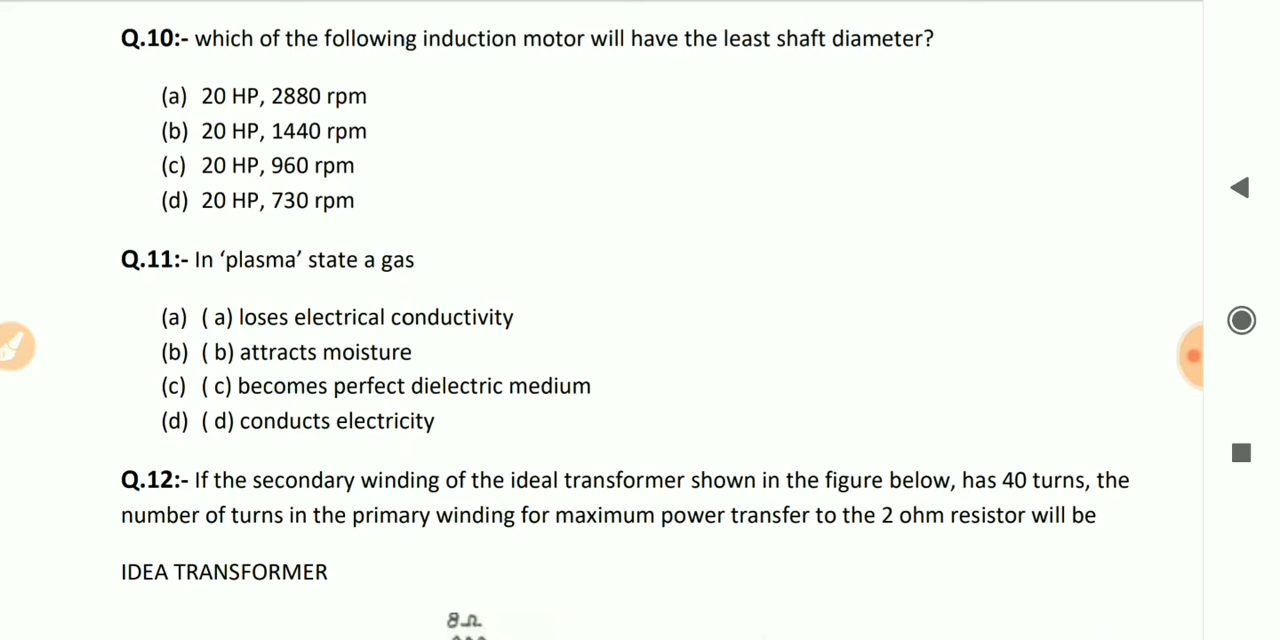 Q.10:- which of the following induction motor will have the least shaft diameter?
(a) 20 HP, 2880 rpm
(b) 20 HP, 1440 rpm
(c) 20 HP, 960 rpm
(d) 20 HP, 730 rpm
Q.11:- In ‘plasma’ state a gas
(a) ( a) loses electrical conductivity
(b) ( b) attracts moisture
(c) ( c) becomes perfect dielectric medium
(d) ( d) conducts electricity
Q.12:- If the secondary winding of the ideal transformer shown in the figure below, has 40 turns, the
number of turns in the primary winding for maximum power transfer to the 2 ohm resistor will be
IDEA TRANSFORMER
8Ω